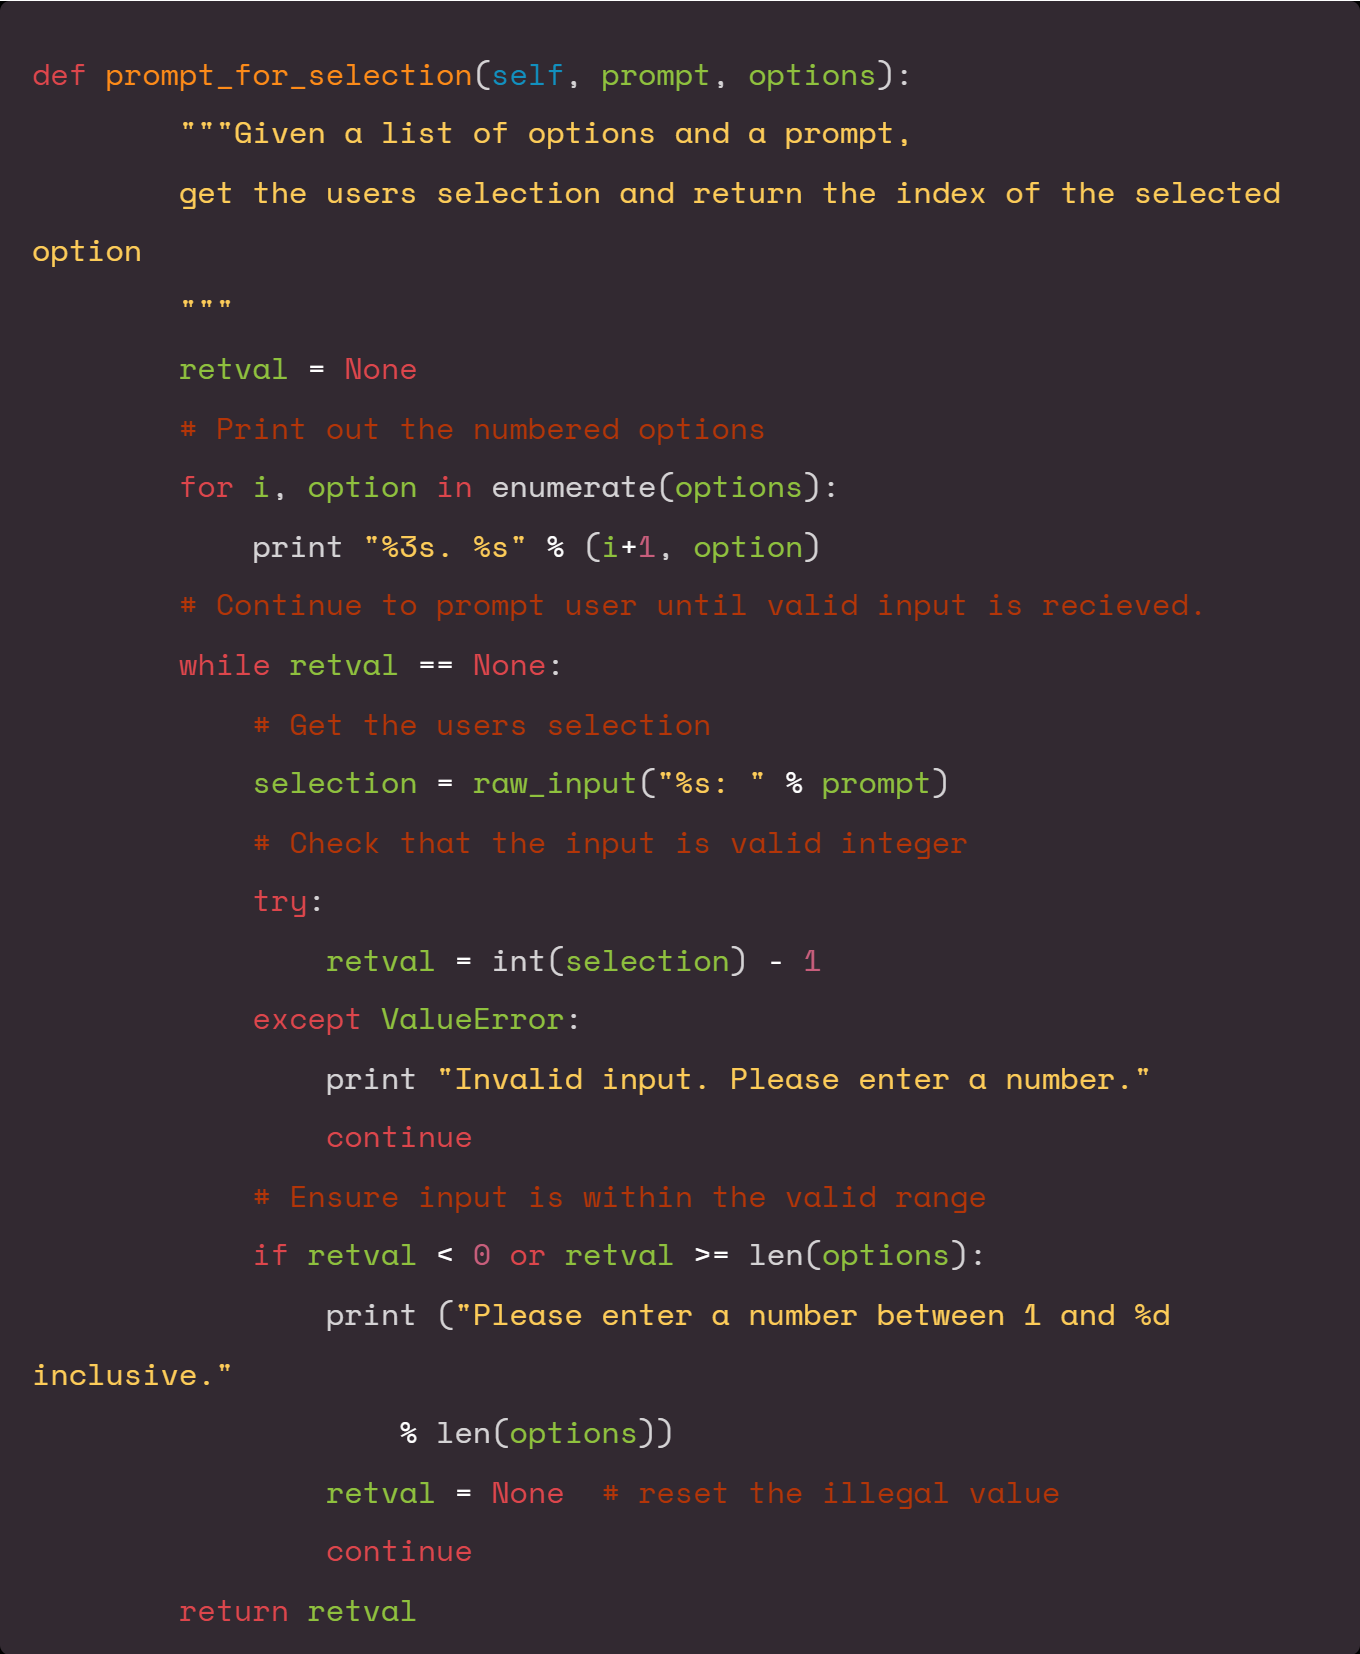 def prompt_for_selection(self, prompt, options):
        """Given a list of options and a prompt,
        get the users selection and return the index of the selected
option
        """
        retval = None
        # Print out the numbered options
        for i, option in enumerate(options):
            print "%3s. %s" % (i+1, option)
        # Continue to prompt user until valid input is recieved.
        while retval == None:
            # Get the users selection
            selection = raw_input("%s: " % prompt)
            # Check that the input is valid integer
            try:
                retval = int(selection) - 1
            except ValueError:
                print "Invalid input. Please enter a number."
                continue
            # Ensure input is within the valid range
            if retval < 0 or retval >= len(options):
                print ("Please enter a number between 1 and %d
inclusive."
                    % len(options))
                retval = None  # reset the illegal value
                continue
        return retval